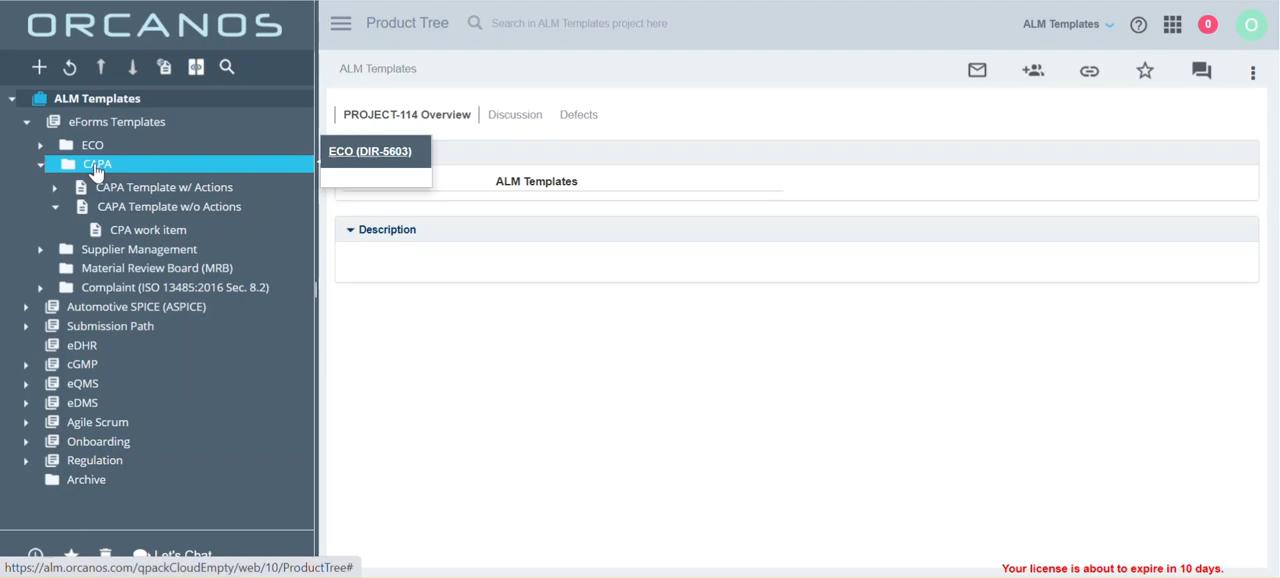 ORCANOS
Product Tree
Search in ALM Templates project here
ALM Templates
0
O
ALM Templates
ALM Templates
eForms Templates
PROJECT-114 Overview
Discussion
Defects
ECO
ECO (DIR-5603)
CAPA
CAPA Template w/ Actions
ALM Templates
CAPA Template w/o Actions
CPA work item
Description
Supplier Management
Material Review Board (MRB)
Complaint (ISO 13485:2016 Sec. 8.2)
Automotive SPICE (ASPICE)
Submission Path
eDHR
cGMP
eQMS
eDMS
Agile Scrum
Onboarding
Regulation
Archive
Let's Chat
https://alm.orcanos.com/qpackCloudEmpty/web/10/ProductTree#
Your license is about to expire in 10 days.